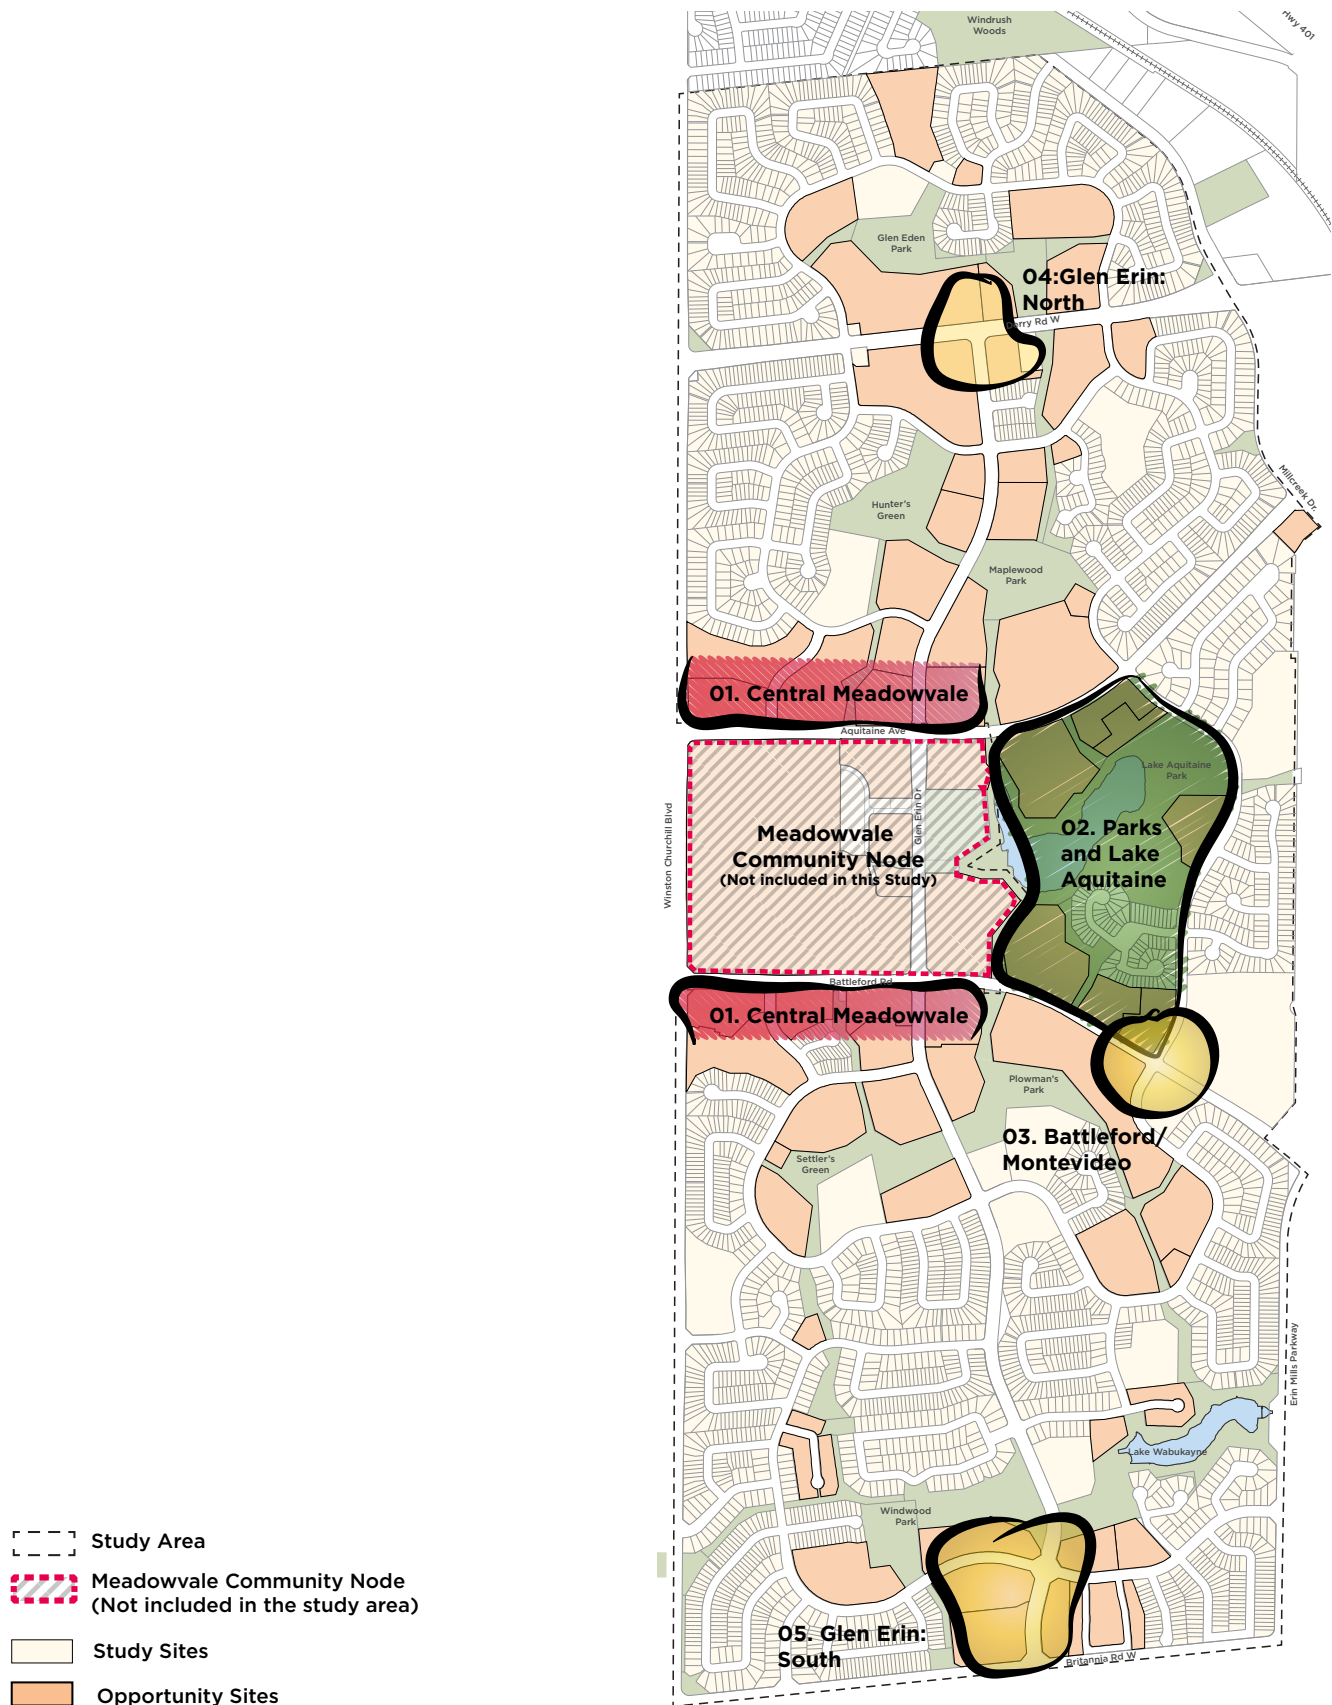 Windrush
Woods
Hwy 401
Glen Eden
Park
04:Glen Erin:
North
Derry Rd W
Millcreek Dr.
Hunter's
Green
Maplewood
Park
01. Central Meadowvale
Aquitaine Ave
Lake Aquitaine
Park
Winston Churchill Blvd
Glen Erin Dr
Meadowvale
Community Node
(Not included in this Study)
02. Parks
and Lake
Aquitaine
Battleford Rd
01. Central Meadowvale
Plowman's
Park
03. Battleford/
Montevideo
Settler's
Green
Erin Mills Parkway
Lake Wabukayne
Windwood
Park
05. Glen Erin:
South
Britannia Rd W
Study Area
Meadowvale Community Node
(Not included in the study area)
Study Sites
Opportunity Sites